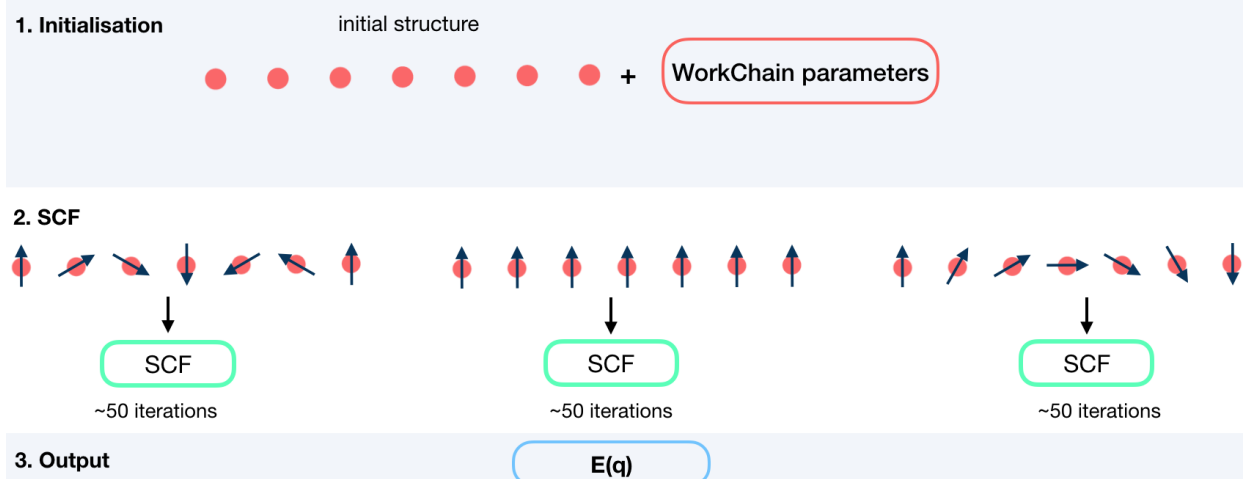 1. Initialisation
initial structure
+
WorkChain parameters
2. SCF
SCF
SCF
SCF
~50 iterations
~50 iterations
~50 iterations
3. Output
E(q)